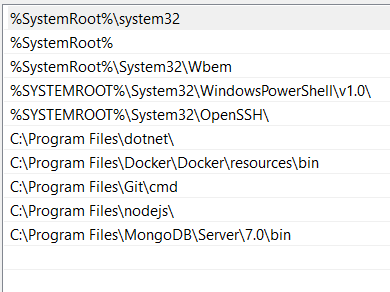 %SystemRoot%\system32
%SystemRoot%
%SystemRoot%\System32\Wbem
%SYSTEMROOT%\System32\WindowsPowerShell\v1.0\
%SYSTEMROOT%\System32\OpenSSH\
C:\Program Files\dotnet\
C:\Program Files\Docker\Docker\resources\bin
C:\Program Files\Git\cmd
C:\Program Files\nodejs\
C:\Program Files\MongoDB\Server\7.0\bin